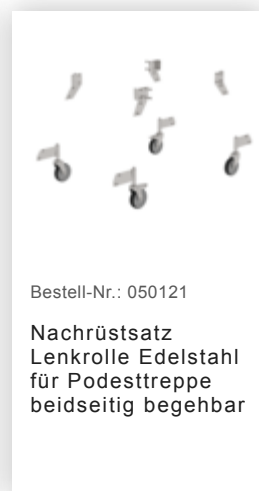 Bestell-Nr.: 050121
Nachrüstsatz
Lenkrolle Edelstahl
für Podesttreppe
beidseitig begehbar